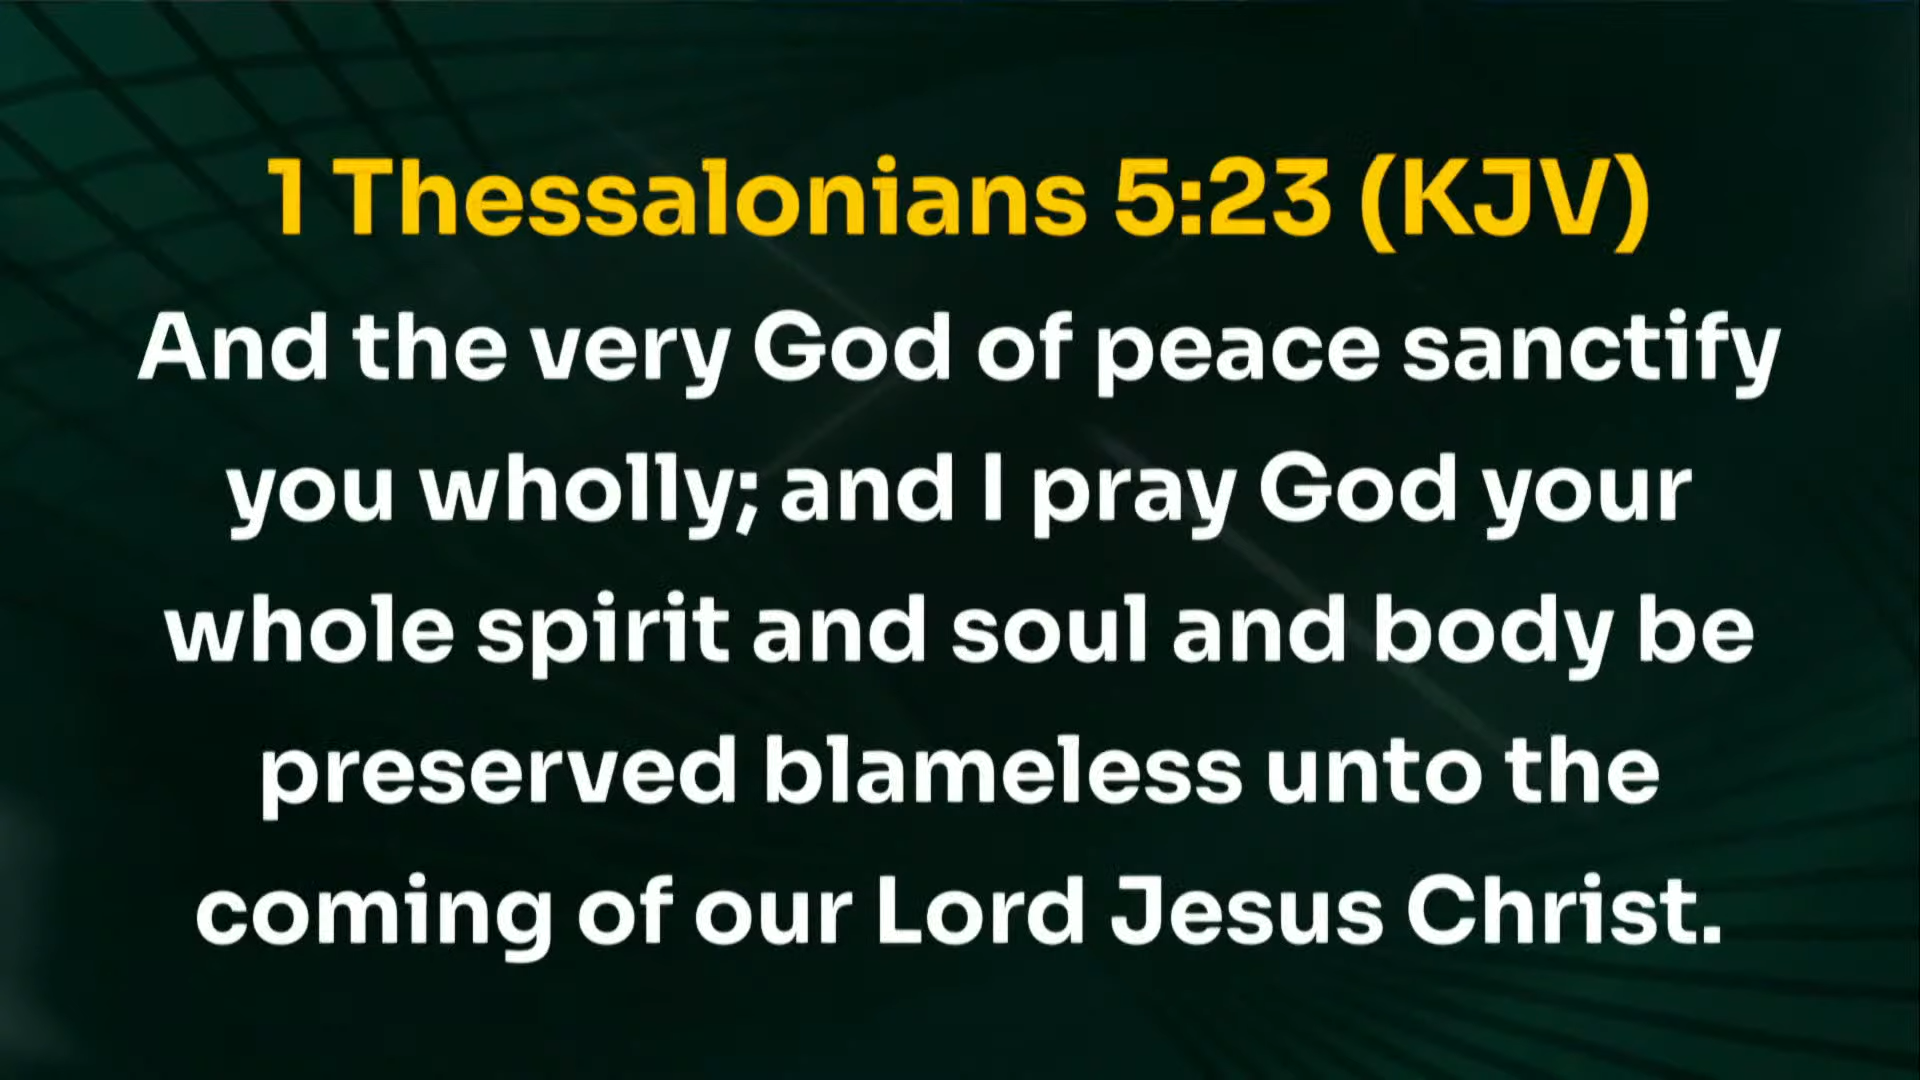 1 Thessalonians 5:23 (KJV)
And the very God of peace sanctify
you wholly; and I pray God your
whole spirit and soul and body be
preserved blameless unto the
coming of our Lord Jesus Christ.